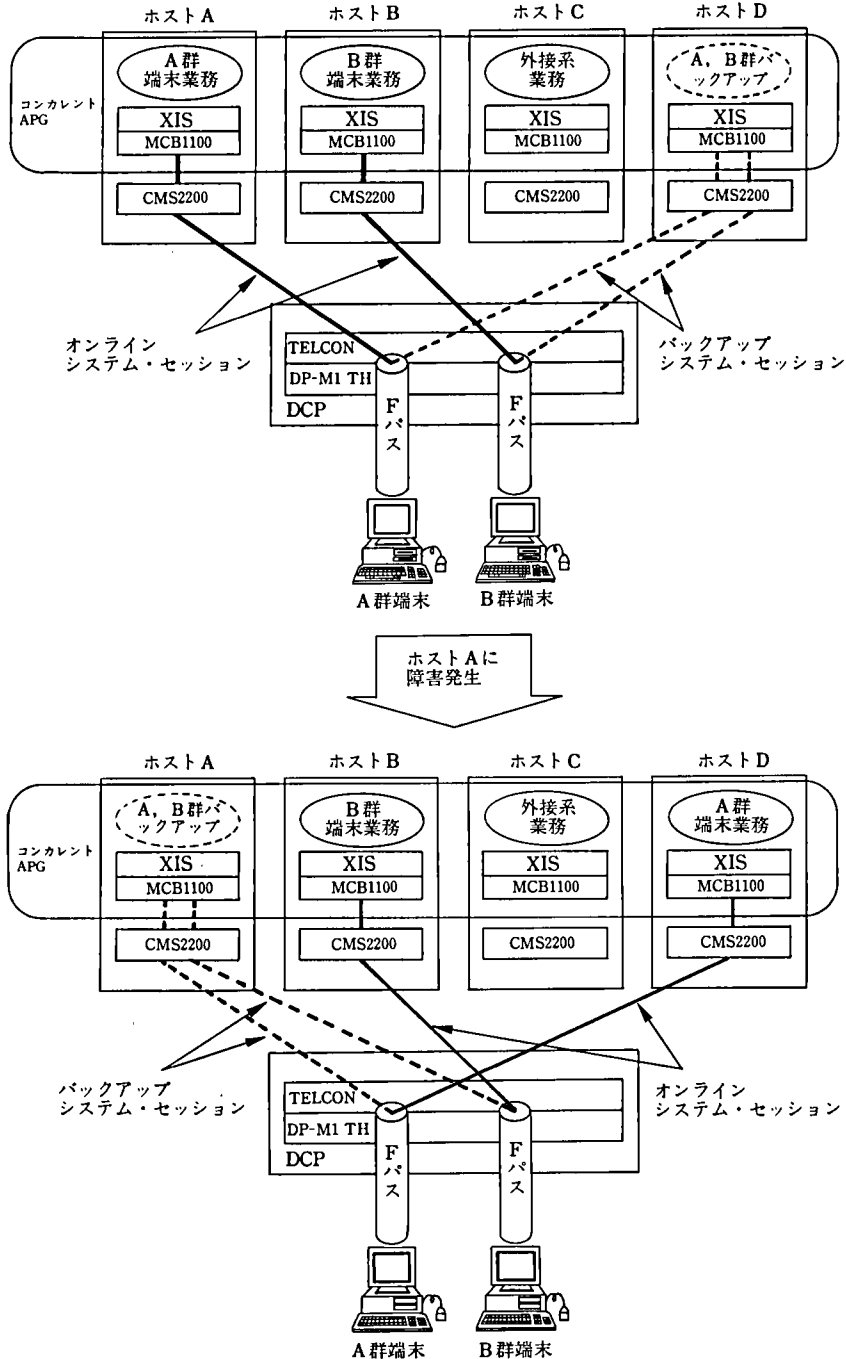 ホストA
ホストB
ホストC
ホストD
コンカレント
APG
A群
端末業務
B群
端末業務
外接系
業務
A，B群バ
ックアップ
XIS
MCB1100
XIS
MCB1100
XIS
MCB1100
XIS
MCB1100
CMS2200
CMS2200
CMS2200
CMS2200
オンライン
システム・セッション
バックアップ
システム・セッション
TELCON
DP-M1 TH
DCP
Fパス
Fパス
A群端末
B群端末
ホストAに
障害発生
ホストA
ホストB
ホストC
ホストD
コンカレント
APG
A，B群バ
ックアップ
B群
端末業務
外接系
業務
A群
端末業務
XIS
MCB1100
XIS
MCB1100
XIS
MCB1100
XIS
MCB1100
CMS2200
CMS2200
CMS2200
CMS2200
バックアップ
システム・セッション
オンライン
システム・セッション
TELCON
DP-M1 TH
DCP
Fパス
Fパス
A群端末
B群端末